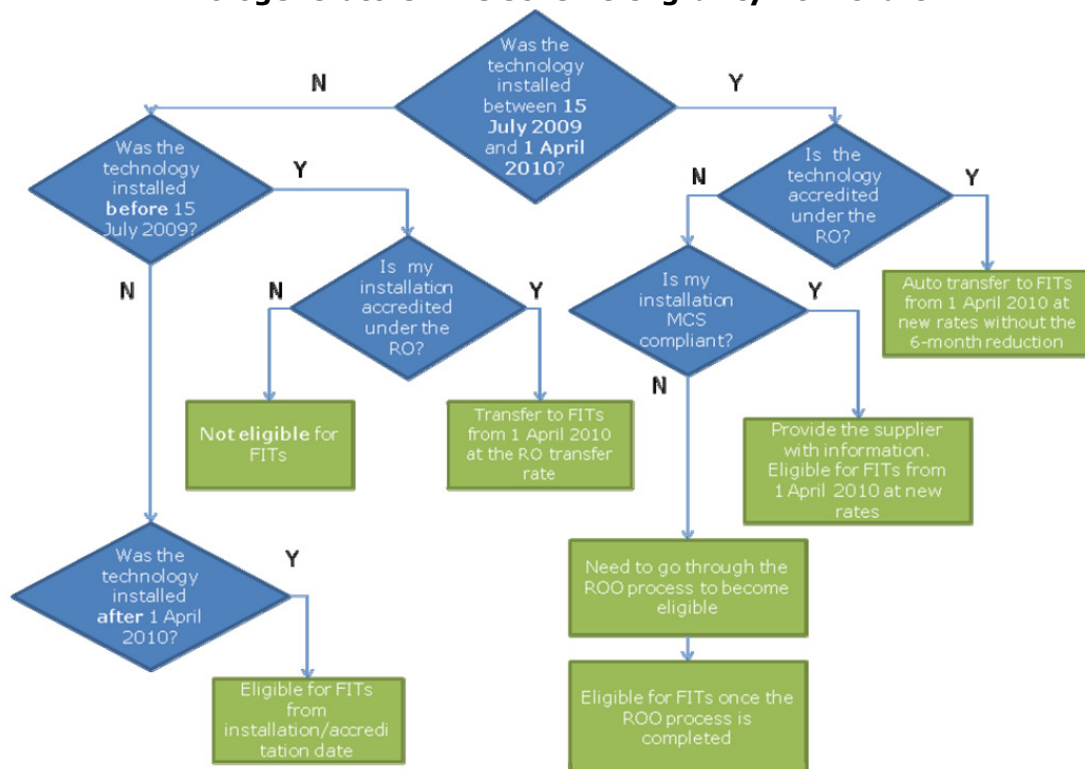 Was the
technology
installed
between 15
July 2009
and 1 April
2010?
N
Y
Was the
technology
installed
before 15
July 2009?
Y
N
Is the
technology
accredited
under the
RO?
N
Y
Is my
installation
accredited
under the
RO?
N
Y
Is my
installation
MCS
compliant?
Y
N
Auto transfer to FITs
from 1 April 2010 at
new rates without the
6-month reduction
Not eligible for
FITs
Transfer to FITs
from 1 April 2010
at the RO transfer
rate
Provide the supplier
with information.
Eligible for FITs from
1 April 2010 at new
rates
Was the
technology
installed
after 1 April
2010?
Y
Need to go through the
ROO process to become
eligible
Eligible for FITs
from
installation/accredi
tation date
Eligible for FITs once the
ROO process is
completed